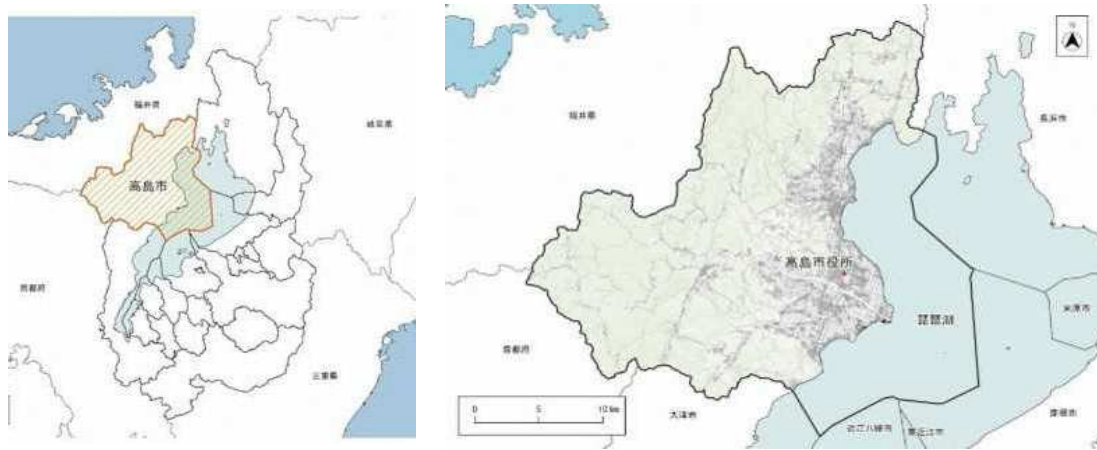 福井県
岐阜県
高島市
京都府
三重県
N
福井県
長浜市
高島市役所
米原市
琵琶湖
京都府
0 5 10 km
大津市
近江八幡市
東近江市
彦根市